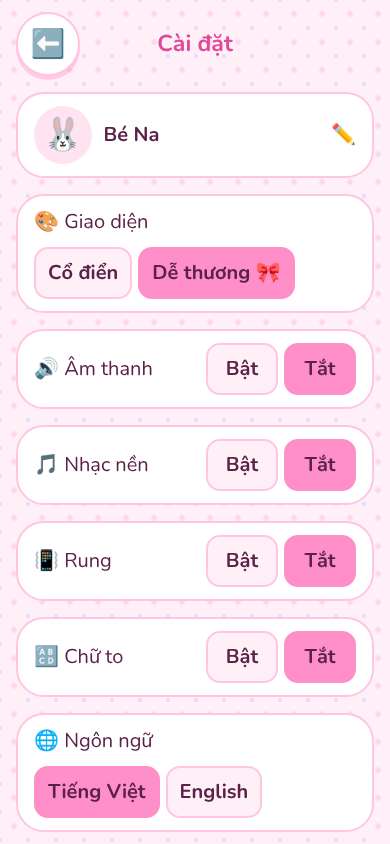 Cài đặt
Bé Na
Giao diện
Cổ điển
Dễ thương
Âm thanh
Bật
Tắt
Nhạc nền
Bật
Tắt
Rung
Bật
Tắt
Chữ to
Bật
Tắt
Ngôn ngữ
Tiếng Việt
English